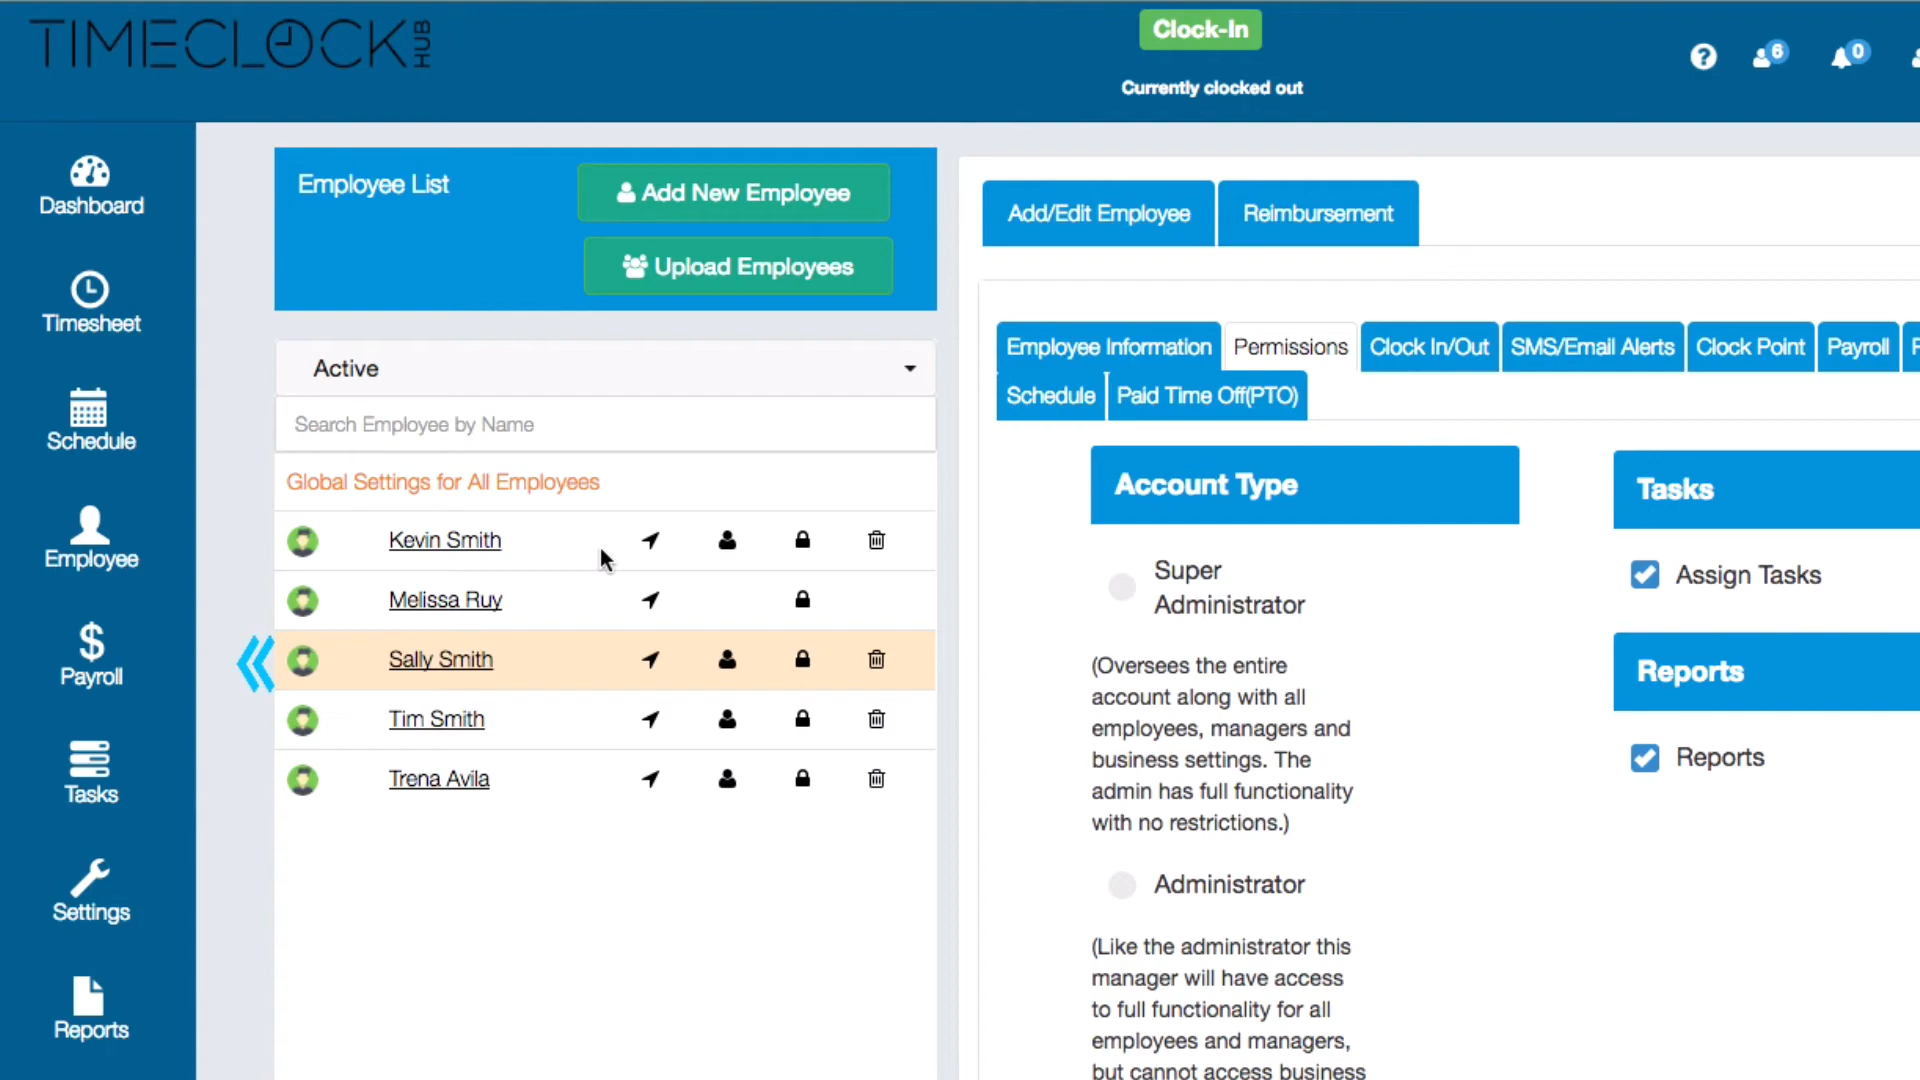 TIMECLOCK HUB
Clock-In
Currently clocked out
6
0
Dashboard
Timesheet
Schedule
Employee
Payroll
Tasks
Settings
Reports
Employee List
Add New Employee
Upload Employees
Active
Search Employee by Name
Global Settings for All Employees
Kevin Smith
Melissa Ruy
Sally Smith
Tim Smith
Trena Avila
Add/Edit Employee
Reimbursement
Employee Information
Permissions
Clock In/Out
SMS/Email Alerts
Clock Point
Payroll
Schedule
Paid Time Off(PTO)
Account Type
Super
Administrator
(Oversees the entire
account along with all
employees, managers and
business settings. The
admin has full functionality
with no restrictions.)
Administrator
(Like the administrator this
manager will have access
to full functionality for all
employees and managers,
but cannot access business
Tasks
Assign Tasks
Reports
Reports